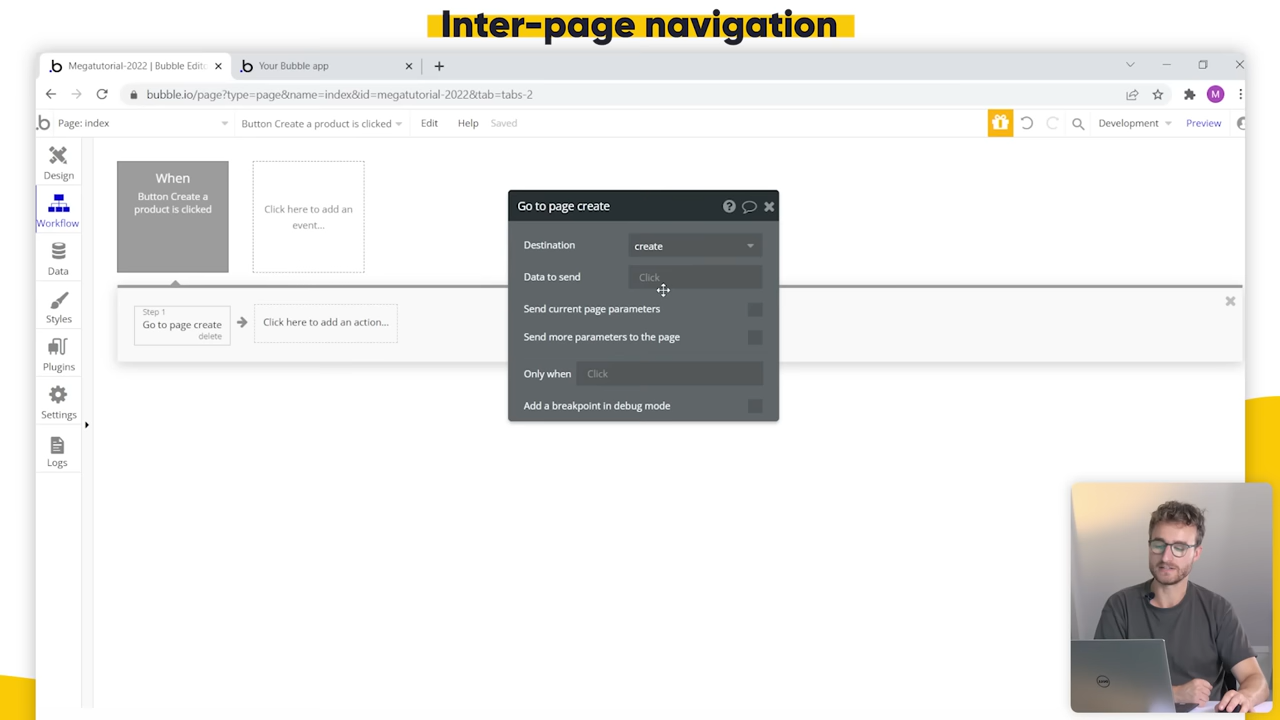 Inter-page navigation
Megatutorial-2022 | Bubble Edito
Your Bubble app
bubble.io/page?type=page&name=index&id=megatutorial-2022&tab=tabs-2
M
Page: index
Button Create a product is clicked
Edit
Help
Saved
Development
Preview
Design
Workflow
Data
Styles
Plugins
Settings
Logs
When
Button Create a
product is clicked
Click here to add an
event...
Step 1
Go to page create
delete
Click here to add an action...
Go to page create
Destination
create
Data to send
Click
Send current page parameters
Send more parameters to the page
Only when
Click
Add a breakpoint in debug mode
DELL